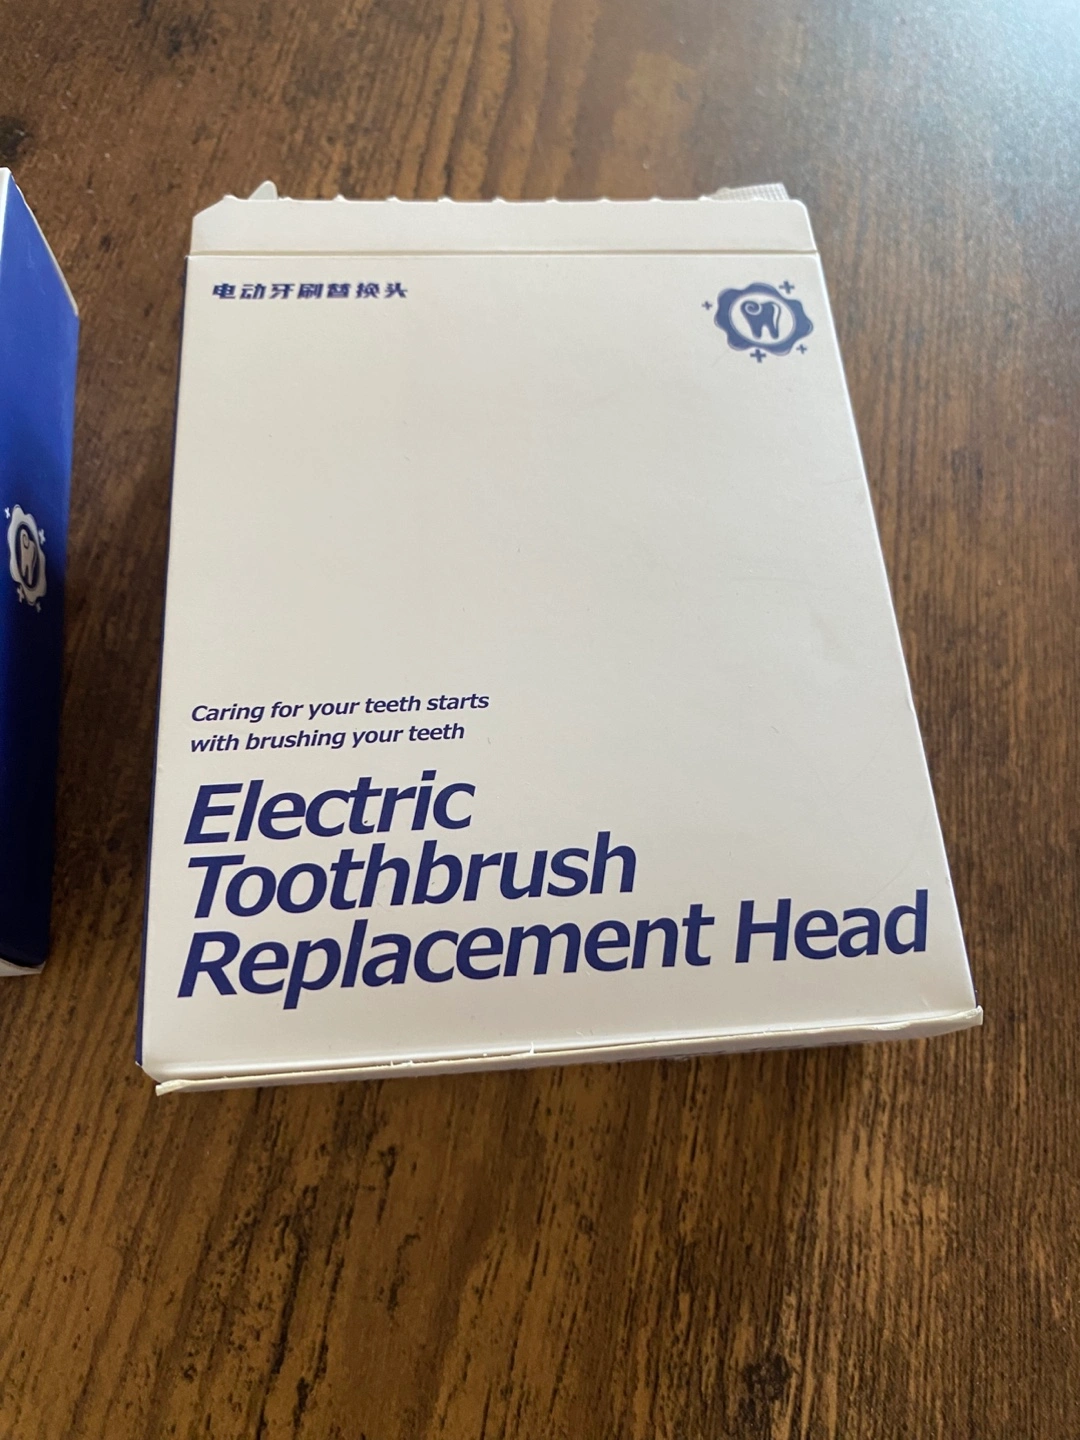 电动牙刷替换头
Caring for your teeth starts
with brushing your teeth
Electric
Toothbrush
Replacement Head